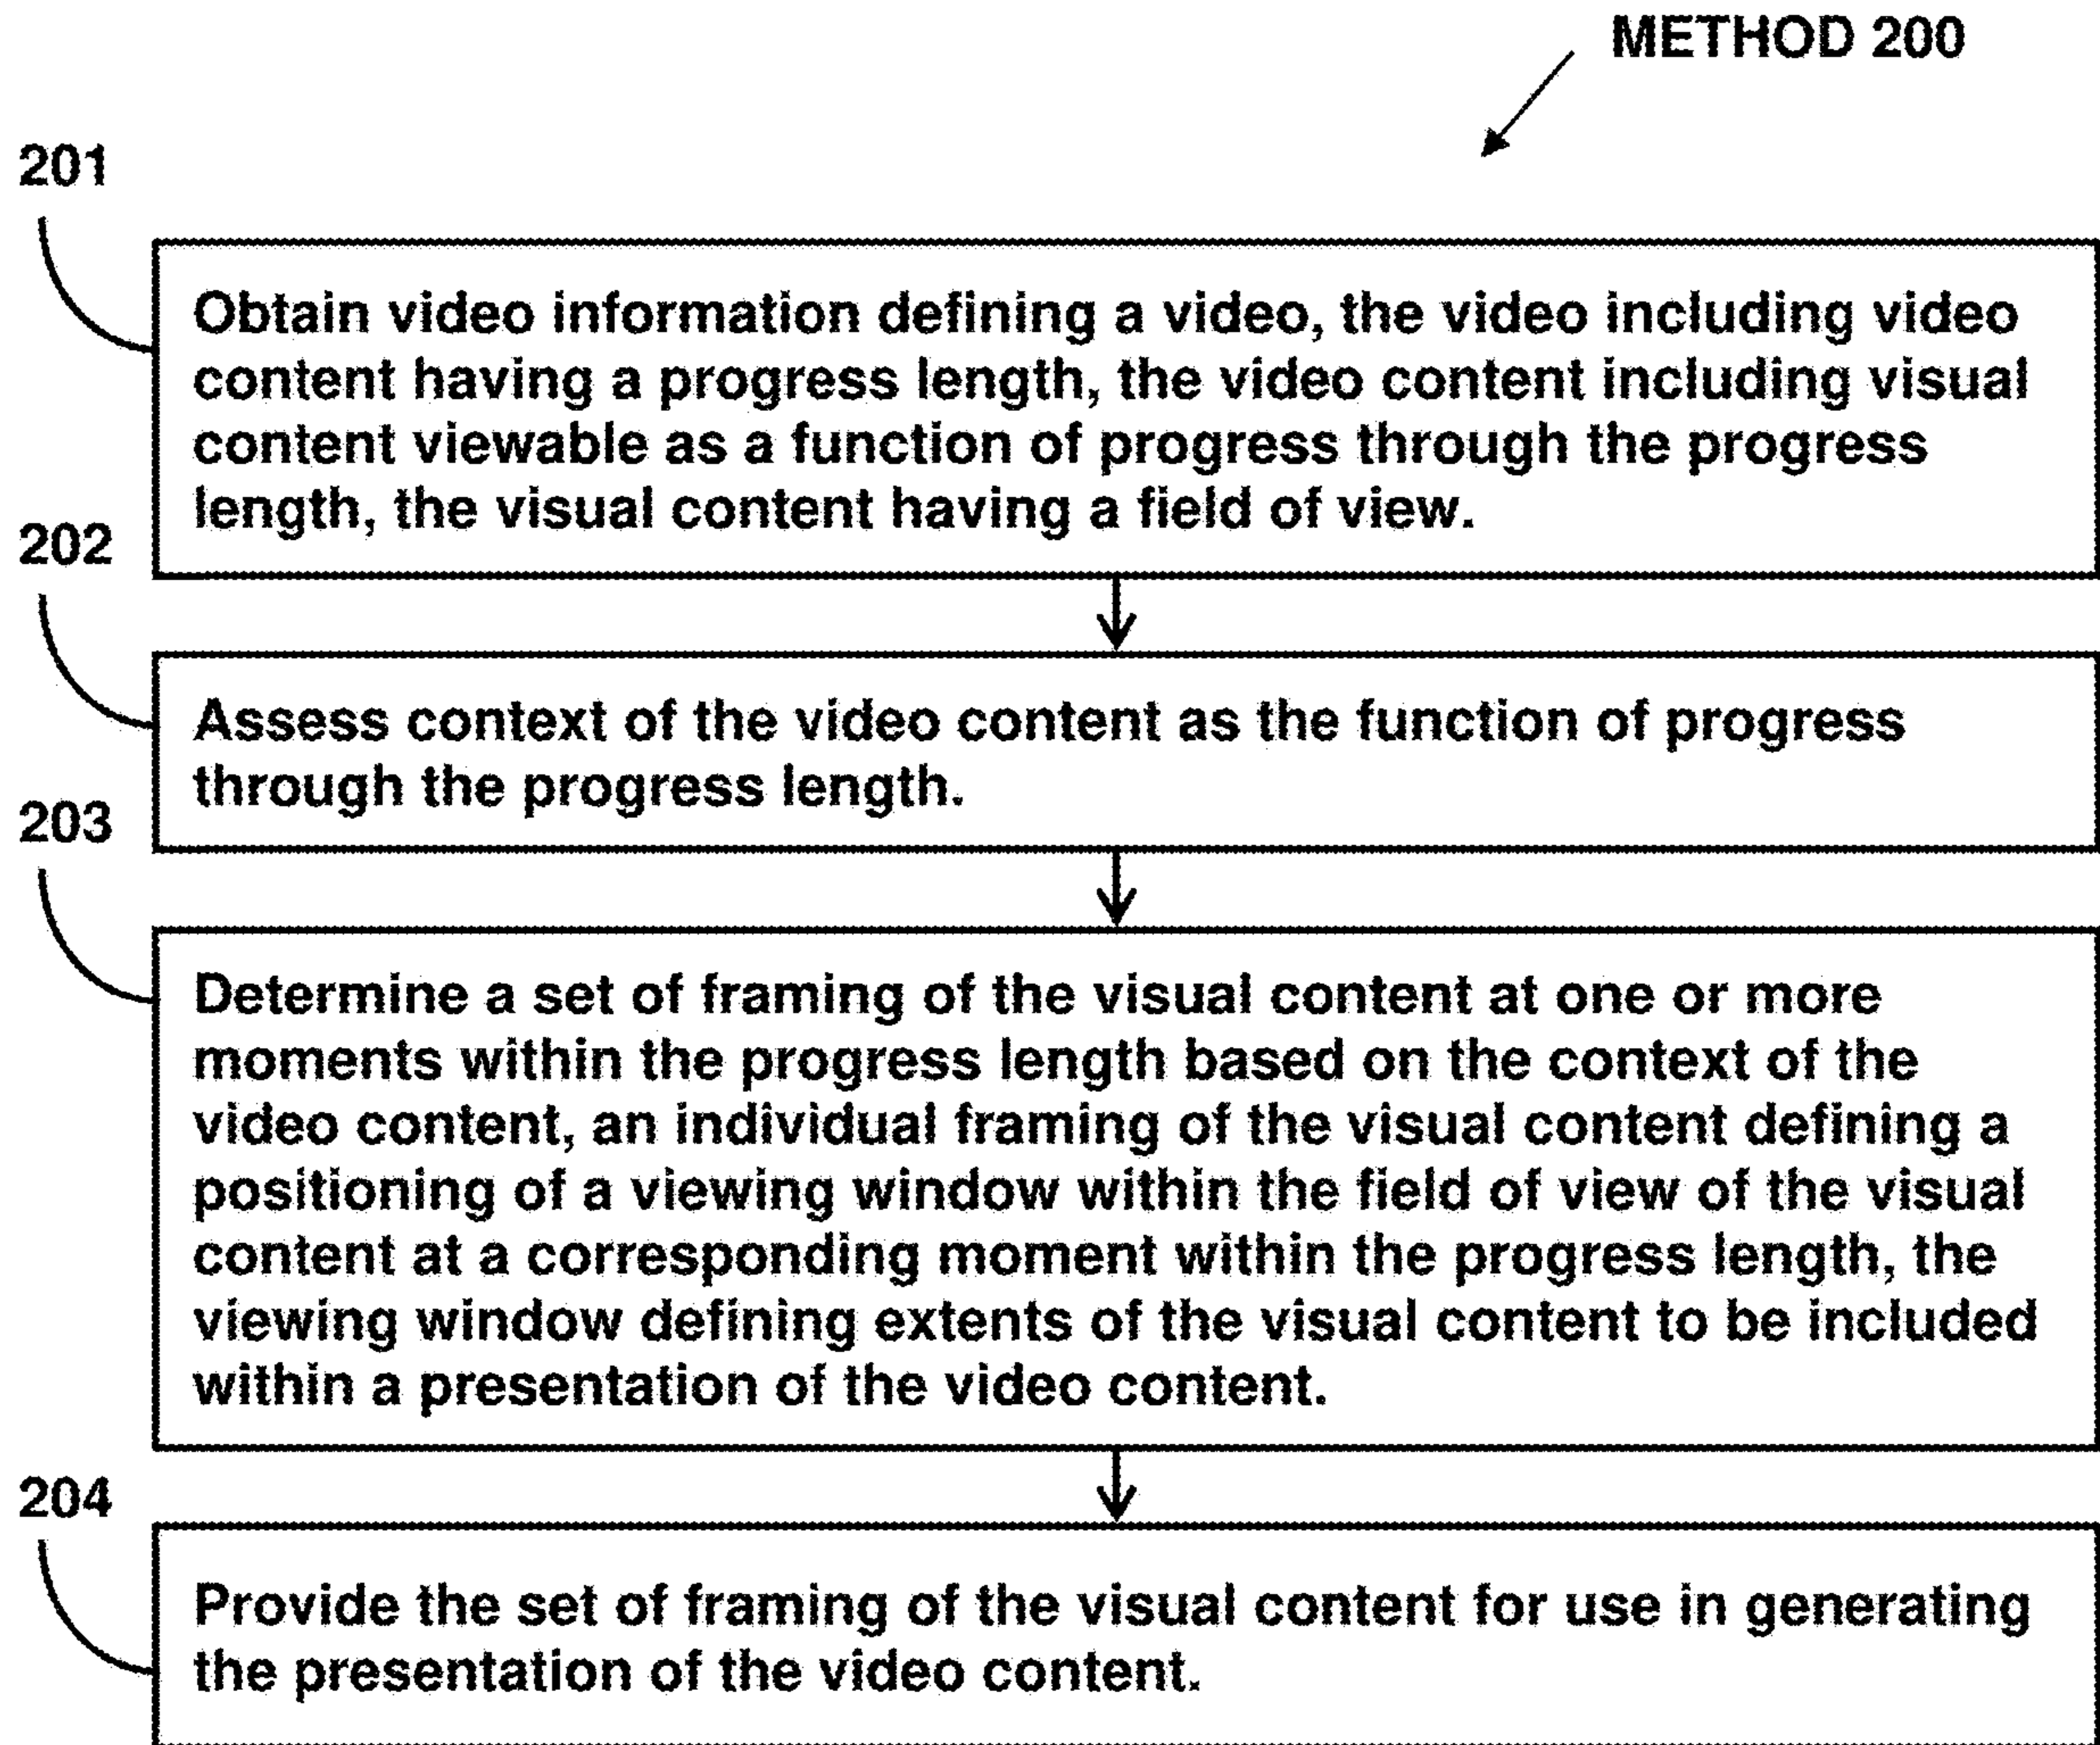 METHOD 200
201
Obtain video information defining a video, the video including video
content having a progress length, the video content including visual
content viewable as a function of progress through the progress
length, the visual content having a field of view.
202
Assess context of the video content as the function of progress
through the progress length.
203
Determine a set of framing of the visual content at one or more
moments within the progress length based on the context of the
video content, an individual framing of the visual content defining a
positioning of a viewing window within the field of view of the visual
content at a corresponding moment within the progress length, the
viewing window defining extents of the visual content to be included
within a presentation of the video content.
204
Provide the set of framing of the visual content for use in generating
the presentation of the video content.